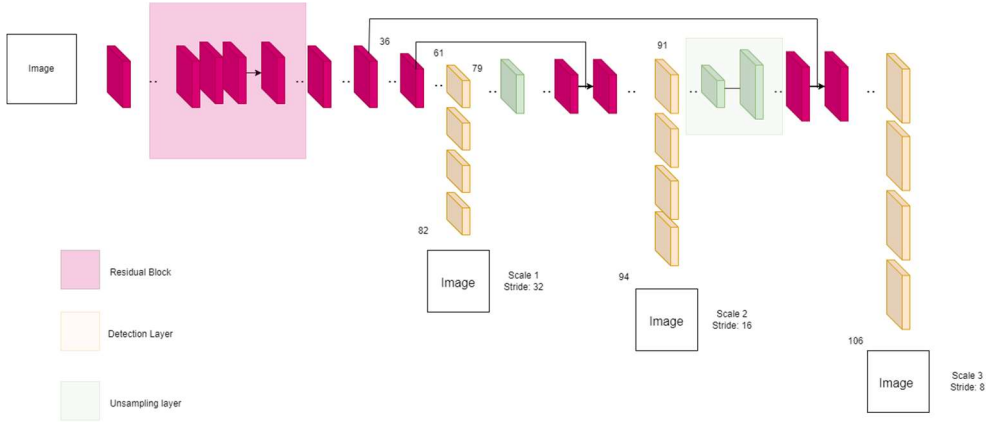 Image
36
61
79
91
82
Image
Scale 1
Stride: 32
94
Image
Scale 2
Stride: 16
106
Image
Scale 3
Stride: 8
Residual Block
Detection Layer
Unsampling layer